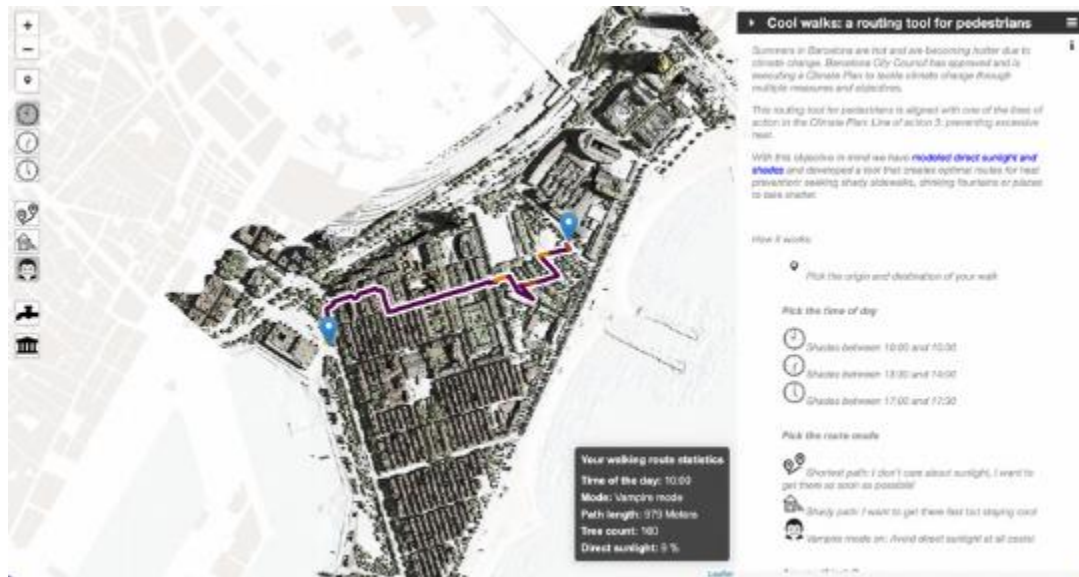 Cool walks: a routing tool for pedestrians
Summers in Barcelona are hot and are becoming hotter due to
climate change. Barcelona City Council has approved and is
executing a Climate Plan to tackle climate change through
multiple measures and objectives.
This routing tool for pedestrians is aligned with one of the lines of
action in the Climate Plan: Line of action 3: preventing excessive
heat.
With this objective in mind we have modeled direct sunlight and
shades and developed a tool that creates optimal routes for heat
prevention: seeking shady sidewalks, drinking fountains or places
to take shelter.
How it works:
Pick the origin and destination of your walk
Pick the time of day
Shades between 10:00 and 10:30
Shades between 13:30 and 14:00
Shades between 17:00 and 17:30
Pick the route mode
Shortest path: I don't care about sunlight, I want to
get there as soon as possible!
Shady path: I want to get there fast but staying cool
Vampire mode on: Avoid direct sunlight at all costs!
Your walking route statistics
Time of the day: 10:00
Mode: Vampire mode
Path length: 979 Meters
Tree count: 160
Direct sunlight: 9 %
Leaflet